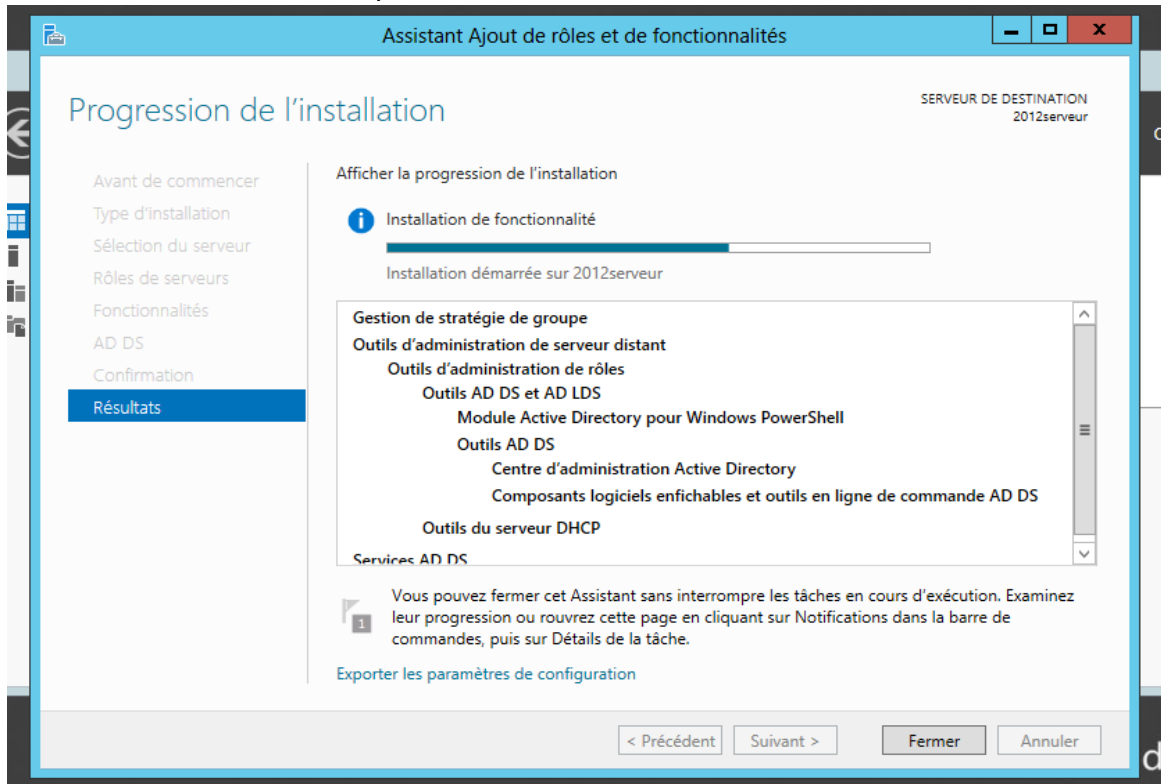 Assistant Ajout de rôles et de fonctionnalités
Progression de l'installation
SERVEUR DE DESTINATION
2012serveur
Avant de commencer
Type d'installation
Sélection du serveur
Rôles de serveurs
Fonctionnalités
AD DS
Confirmation
Résultats
Afficher la progression de l'installation
Installation de fonctionnalité
Installation démarrée sur 2012serveur
Gestion de stratégie de groupe
Outils d'administration de serveur distant
Outils d'administration de rôles
Outils AD DS et AD LDS
Module Active Directory pour Windows PowerShell
Outils AD DS
Centre d'administration Active Directory
Composants logiciels enfichables et outils en ligne de commande AD DS
Outils du serveur DHCP
Services AD DS
1
Vous pouvez fermer cet Assistant sans interrompre les tâches en cours d'exécution. Examinez
leur progression ou rouvrez cette page en cliquant sur Notifications dans la barre de
commandes, puis sur Détails de la tâche.
Exporter les paramètres de configuration
< Précédent
Suivant >
Fermer
Annuler